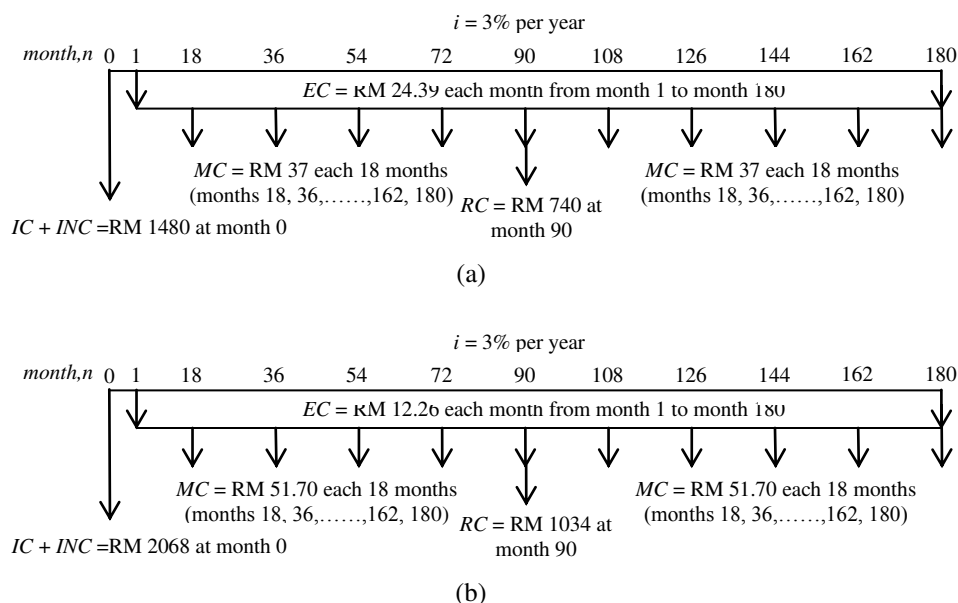 i = 3% per year
month,n 0 1 18 36 54 72 90 108 126 144 162 180
EC = RM 24.39 each month from month 1 to month 180
MC = RM 37 each 18 months
(months 18, 36,……,162, 180)
RC = RM 740 at
month 90
MC = RM 37 each 18 months
(months 18, 36,……,162, 180)
IC + INC =RM 1480 at month 0
(a)
i = 3% per year
month,n 0 1 18 36 54 72 90 108 126 144 162 180
EC = RM 12.26 each month from month 1 to month 180
MC = RM 51.70 each 18 months
(months 18, 36,……,162, 180)
RC = RM 1034 at
month 90
MC = RM 51.70 each 18 months
(months 18, 36,……,162, 180)
IC + INC =RM 2068 at month 0
(b)